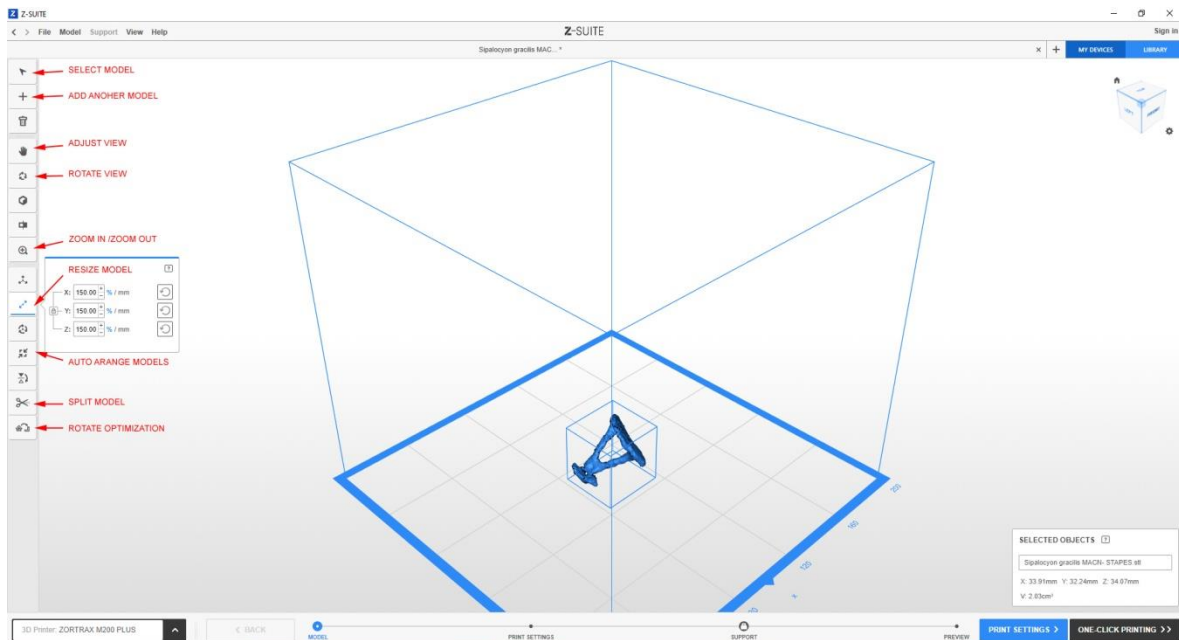 Z-SUITE
File Model Support View Help
Z-SUITE
Sign in
Sipalocyon gracilis MAC... *
MY DEVICES
LIBRARY
SELECT MODEL
ADD ANOHER MODEL
ADJUST VIEW
ROTATE VIEW
ZOOM IN /ZOOM OUT
RESIZE MODEL
X: 150.00 % / mm
Y: 150.00 % / mm
Z: 150.00 % / mm
AUTO ARANGE MODELS
SPLIT MODEL
ROTATE OPTIMIZATION
200
160
120
X
SELECTED OBJECTS ?
Sipalocyon gracilis MACN- STAPES stl
X: 33.91mm Y: 32.24mm Z: 34.07mm
V: 2.03cm³
3D Printer: ZORTRAX M200 PLUS
< BACK
MODEL
PRINT SETTINGS
SUPPORT
PREVIEW
PRINT SETTINGS >
ONE-CLICK PRINTING >>